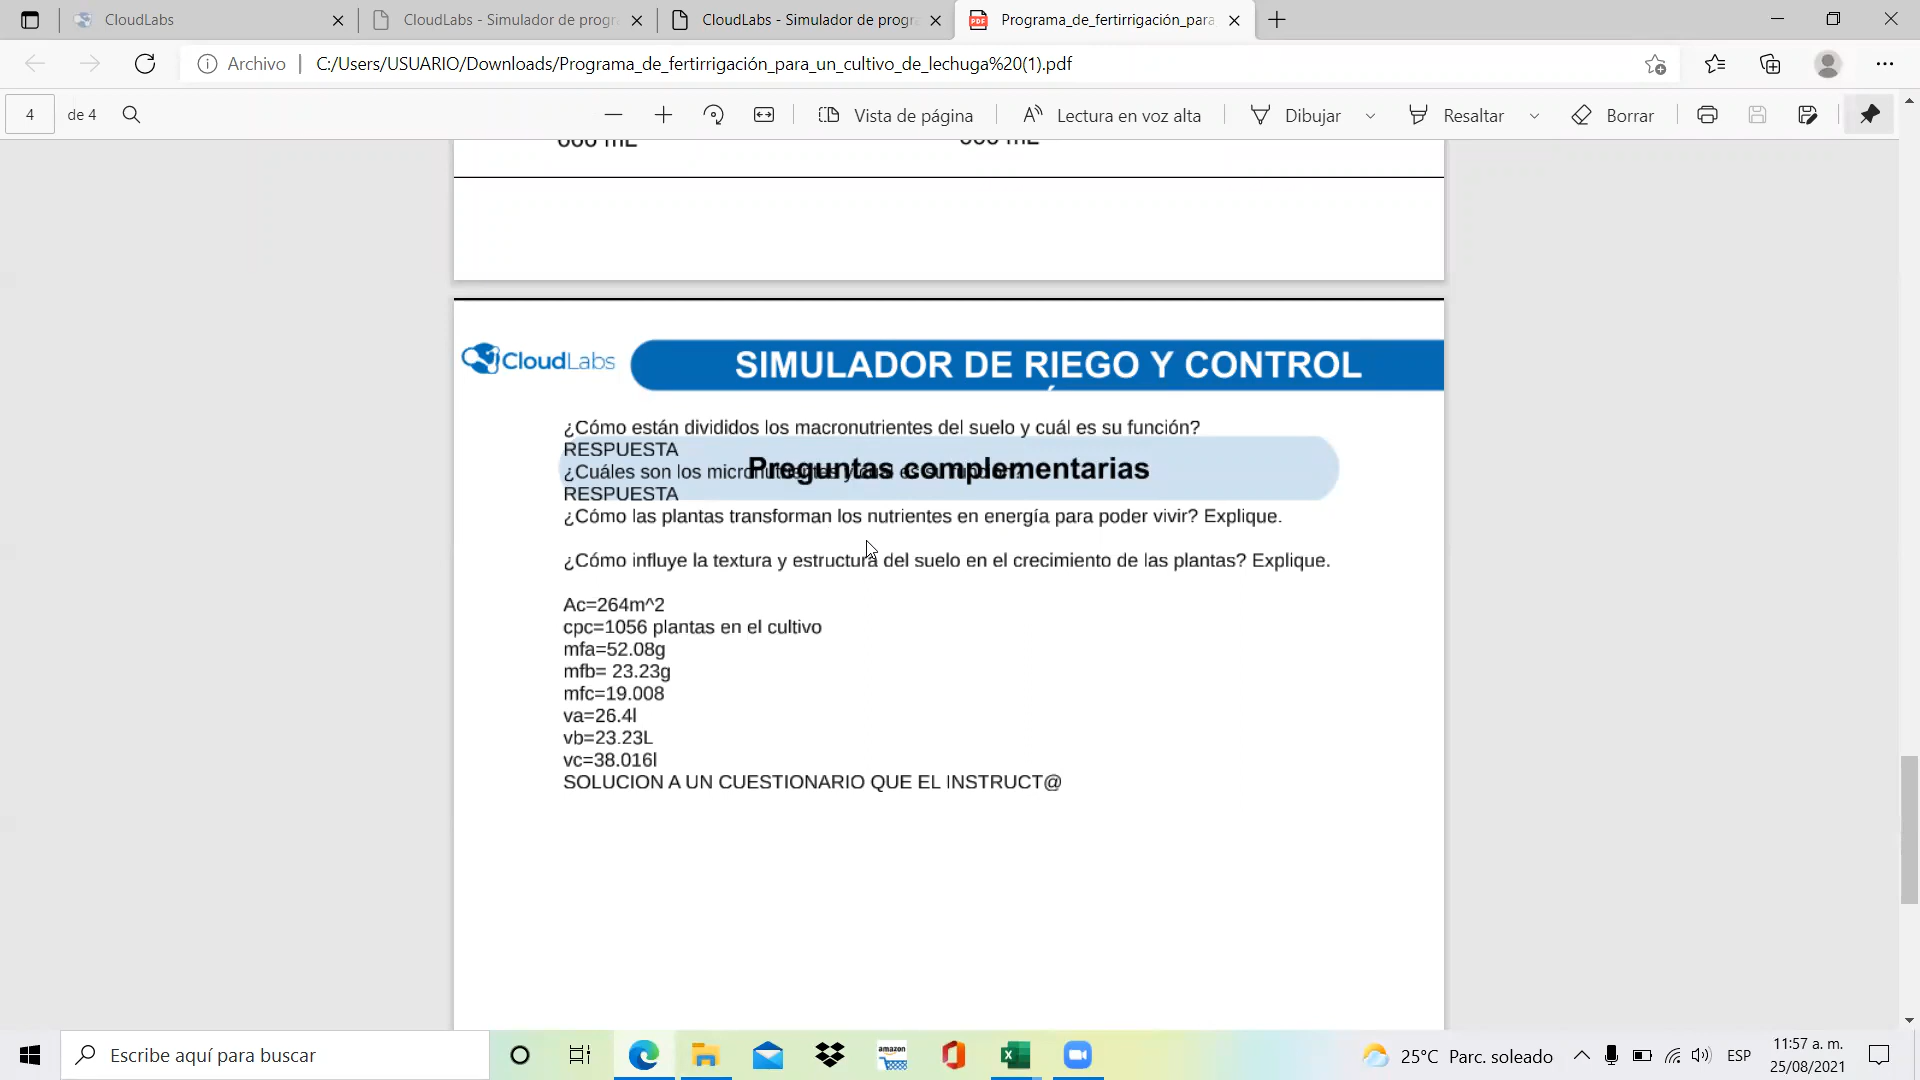 CloudLabs
CloudLabs - Simulador de progr
CloudLabs - Simulador de progr
Programa_de_fertirrigación_para
Archivo
C:/Users/USUARIO/Downloads/Programa_de_fertirrigación_para_un_cultivo_de_lechuga%20(1).pdf
4 de 4
Vista de página
Lectura en voz alta
Dibujar
Resaltar
Borrar
CloudLabs
SIMULADOR DE RIEGO Y CONTROL
¿Cómo están divididos los macronutrientes del suelo y cuál es su función?
RESPUESTA
Preguntas complementarias
¿Cuáles son los micronutrientes y cuál es su función?
RESPUESTA
¿Cómo las plantas transforman los nutrientes en energía para poder vivir? Explique.
¿Cómo influye la textura y estructura del suelo en el crecimiento de las plantas? Explique.
Ac=264m^2
cpc=1056 plantas en el cultivo
mfa=52.08g
mfb= 23.23g
mfc=19.008
va=26.4l
vb=23.23L
vc=38.016l
SOLUCION A UN CUESTIONARIO QUE EL INSTRUCT@
Escribe aquí para buscar
amazon
25°C Parc. soleado
ESP
11:57 a. m.
25/08/2021